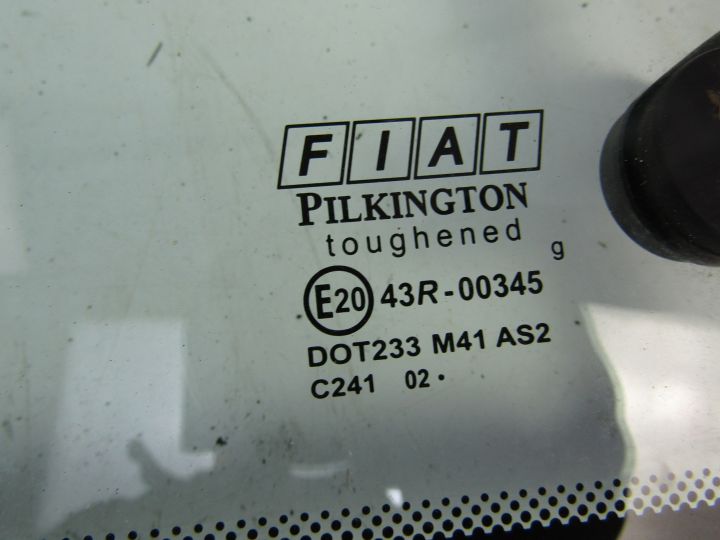 FIAT
PILKINGTON
toughened g
E20 43R-00345
DOT233 M41 AS2
C241 02 •